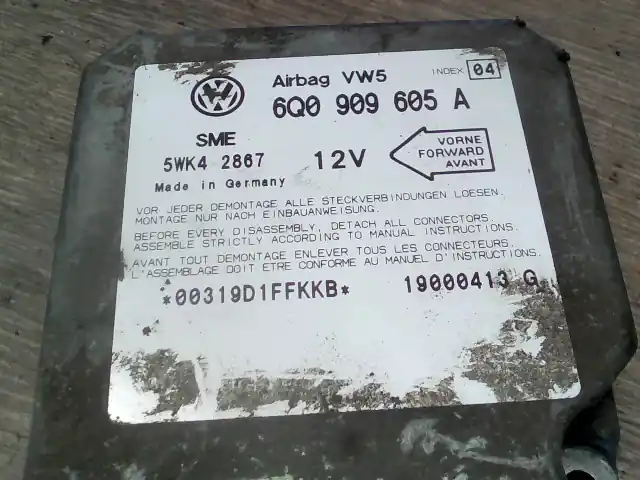 Airbag VW5 INDEX 04
6Q0 909 605 A
SME
5WK4 2867 12V
VORNE
FORWARD
AVANT
Made in Germany
VOR JEDER DEMONTAGE ALLE STECKVERBINDUNGEN LOESEN.
MONTAGE NUR NACH EINBAUANWEISUNG.
BEFORE EVERY DISASSEMBLY, DETACH ALL CONNECTORS.
ASSEMBLE STRICTLY ACCORDING TO MANUAL INSTRUCTIONS.
AVANT TOUT DEMONTAGE ENLEVER TOUS LES CONNECTEURS.
L'ASSEMBLAGE DOIT ETRE CONFORME AU MANUEL D'INSTRUCTIONS.
*00319D1FFKKB* 19000413 G